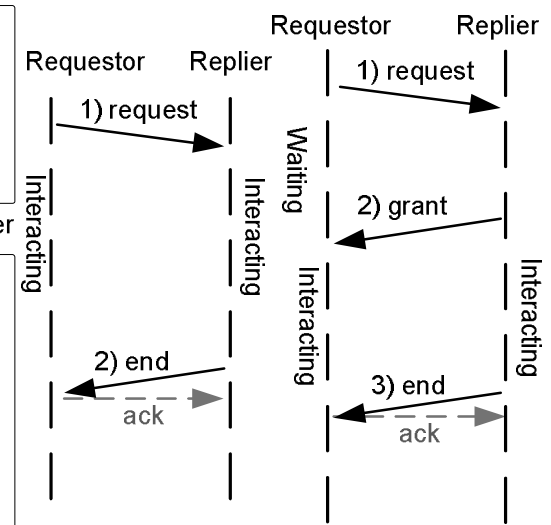 Requestor Replier
1) request
Interacting
Interacting
2) end
ack
er
Requestor Replier
1) request
Waiting
2) grant
Interacting
Interacting
3) end
ack